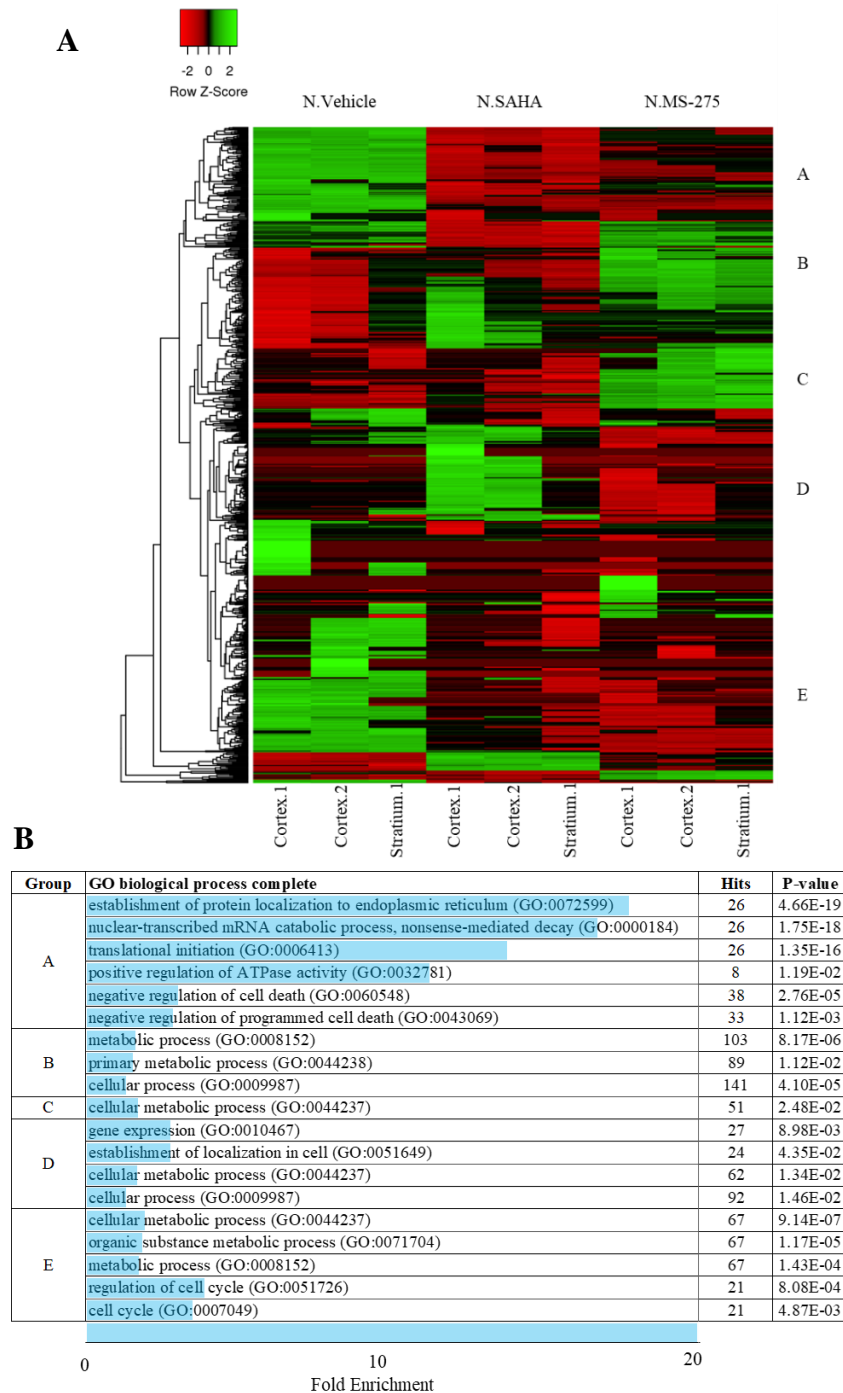 A
-2 0 2
Row Z-Score
N.Vehicle N.SAHA N.MS-275
A
B
C
D
E
Cortex.1 Cortex.2 Stratium.1 Cortex.1 Cortex.2 Stratium.1 Cortex.1 Cortex.2 Stratium.1
B
Group GO biological process complete Hits P-value
establishment of protein localization to endoplasmic reticulum (GO:0072599) 26 4.66E-19
nuclear-transcribed mRNA catabolic process, nonsense-mediated decay (GO:0000184) 26 1.75E-18
translational initiation (GO:0006413) 26 1.35E-16
A
positive regulation of ATPase activity (GO:0032781) 8 1.19E-02
negative regulation of cell death (GO:0060548) 38 2.76E-05
negative regulation of programmed cell death (GO:0043069) 33 1.12E-03
metabolic process (GO:0008152) 103 8.17E-06
B primary metabolic process (GO:0044238) 89 1.12E-02
cellular process (GO:0009987) 141 4.10E-05
C cellular metabolic process (GO:0044237) 51 2.48E-02
gene expression (GO:0010467) 27 8.98E-03
establishment of localization in cell (GO:0051649) 24 4.35E-02
D
cellular metabolic process (GO:0044237) 62 1.34E-02
cellular process (GO:0009987) 92 1.46E-02
cellular metabolic process (GO:0044237) 67 9.14E-07
organic substance metabolic process (GO:0071704) 67 1.17E-05
E metabolic process (GO:0008152) 67 1.43E-04
regulation of cell cycle (GO:0051726) 21 8.08E-04
cell cycle (GO:0007049) 21 4.87E-03
0 10 20
Fold Enrichment